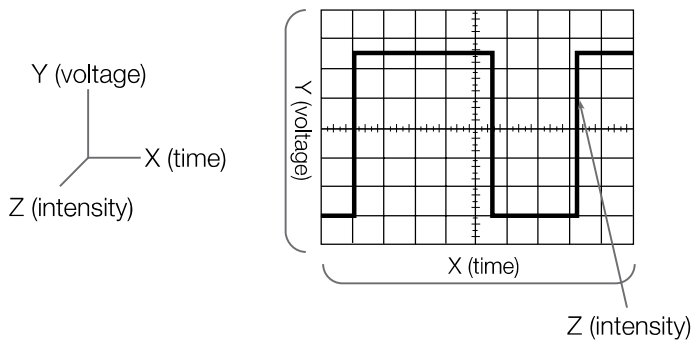 Y (voltage)
X (time)
Z (intensity)
Y (voltage)
X (time)
Z (intensity)